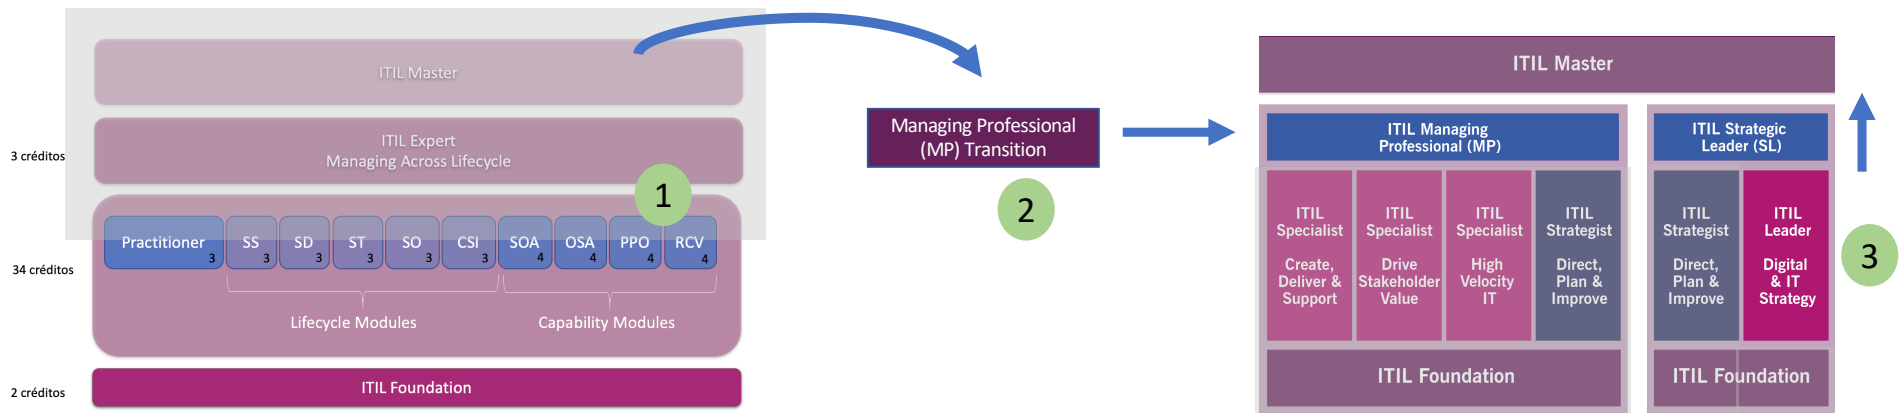 ITIL Master
ITIL Expert
Managing Across Lifecycle
3 créditos
1
Practitioner
3
SS
3
SD
3
ST
3
SO
3
CSI
3
SOA
4
OSA
4
PPO
4
RCV
4
34 créditos
Lifecycle Modules
Capability Modules
2 créditos
ITIL Foundation
Managing Professional
(MP) Transition
2
ITIL Master
ITIL Managing
Professional (MP)
ITIL
Specialist
Create,
Deliver &
Support
ITIL
Specialist
Drive
Stakeholder
Value
ITIL
Specialist
High
Velocity
IT
ITIL
Strategist
Direct,
Plan &
Improve
ITIL Foundation
ITIL Strategic
Leader (SL)
ITIL
Strategist
Direct,
Plan &
Improve
ITIL
Leader
Digital
& IT
Strategy
ITIL Foundation
3